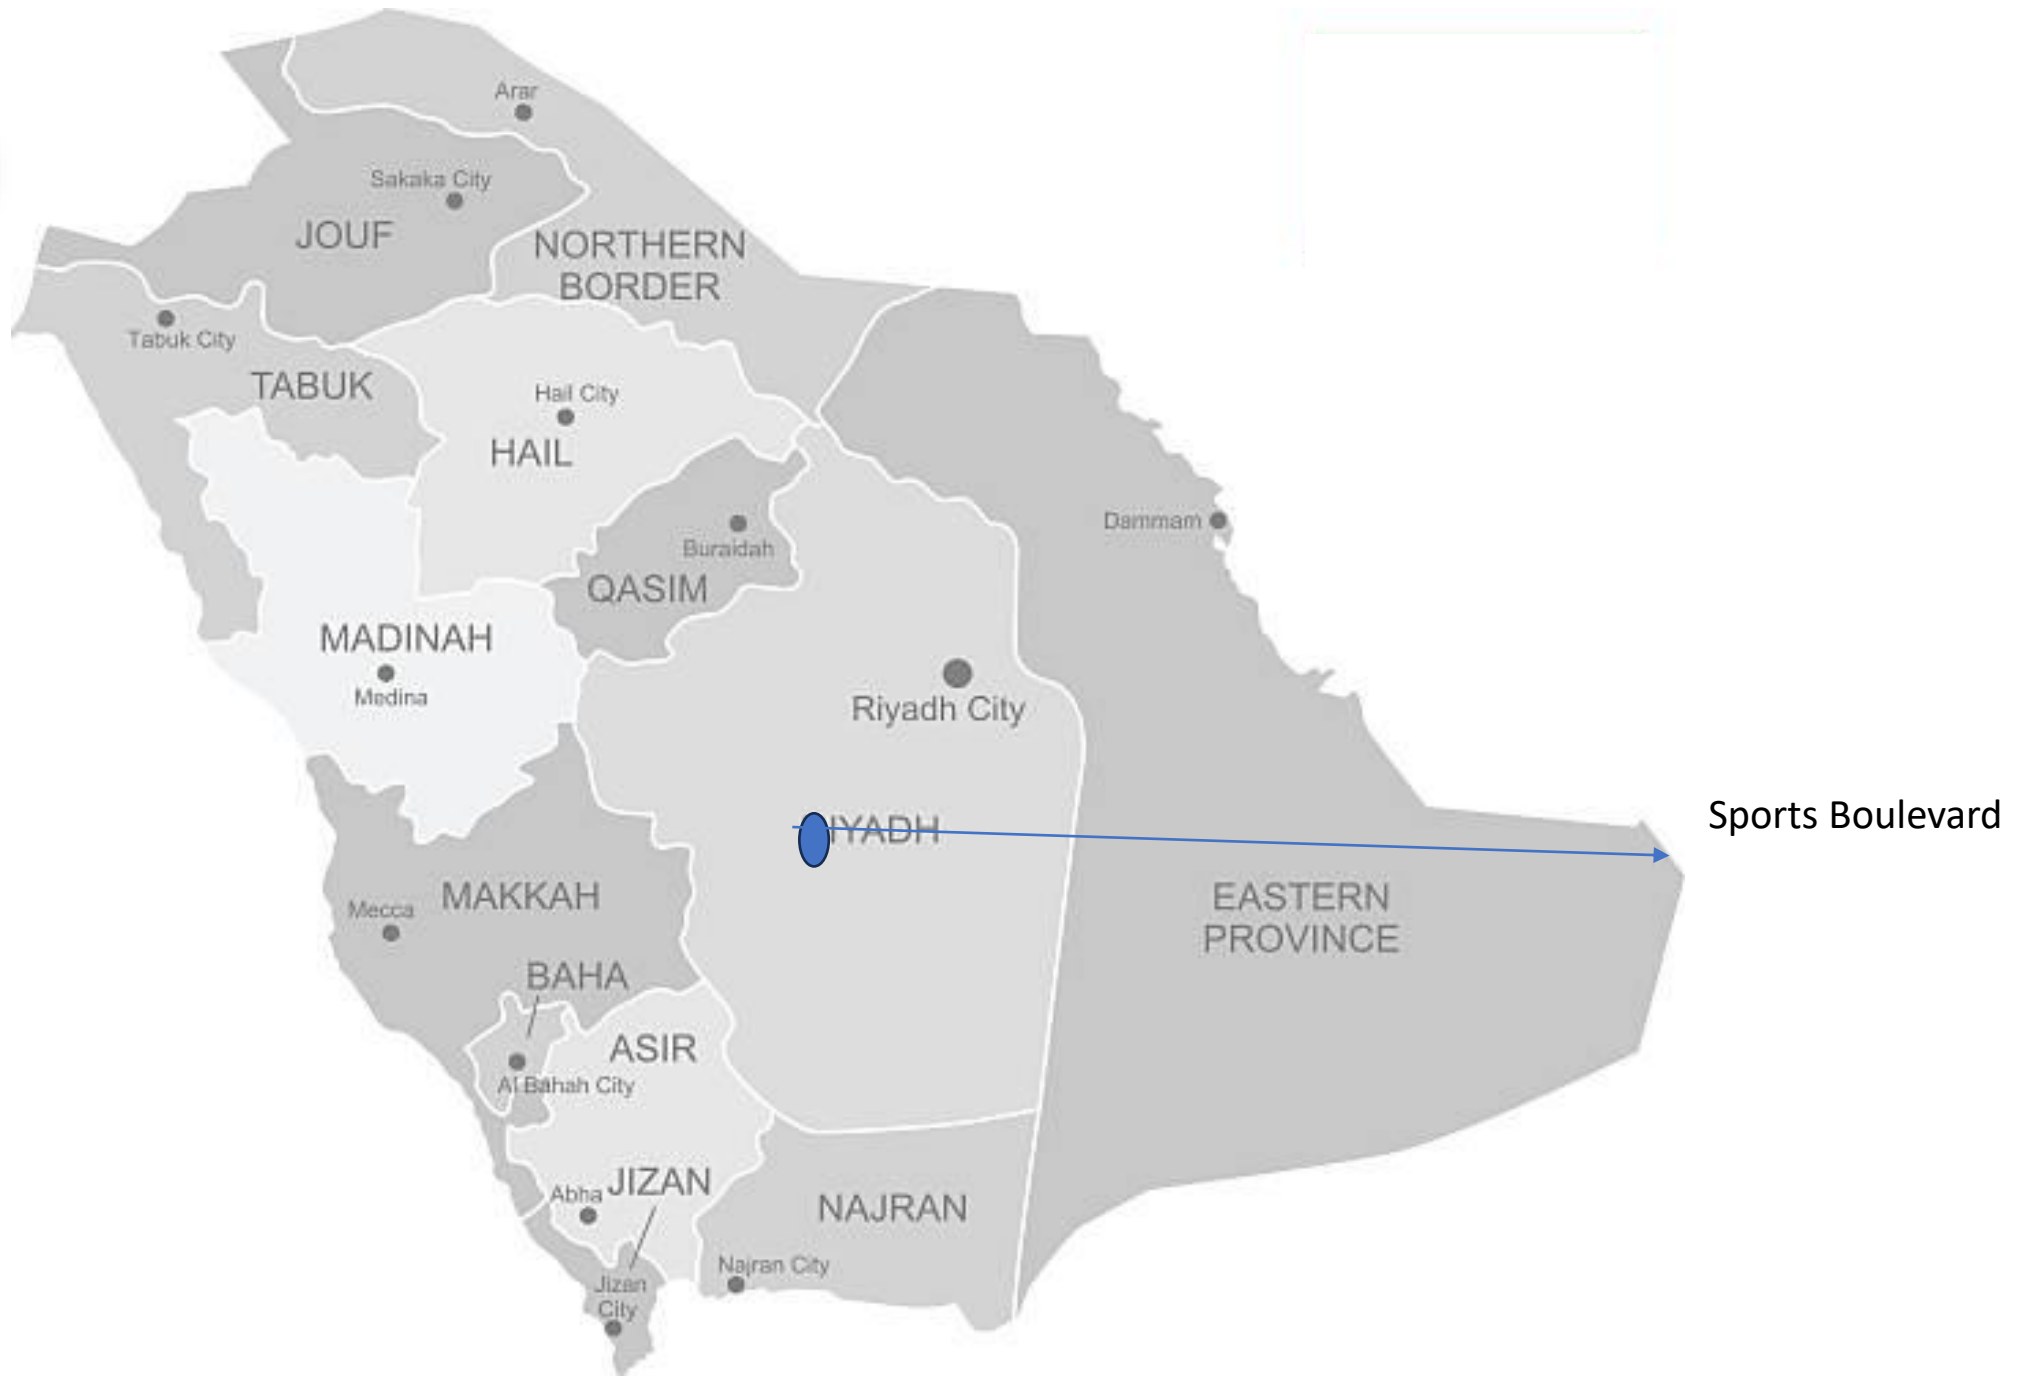 Arar
Sakaka City
JOUF
NORTHERN
BORDER
Tabuk City
TABUK
Hail City
HAIL
Dammam
Buraidah
QASIM
MADINAH
Medina
Riyadh City
IYADH
Sports Boulevard
MAKKAH
Mecca
EASTERN
PROVINCE
BAHA
ASIR
Al Bahah City
JIZAN
Abha
NAJRAN
Najran City
Jizan
City